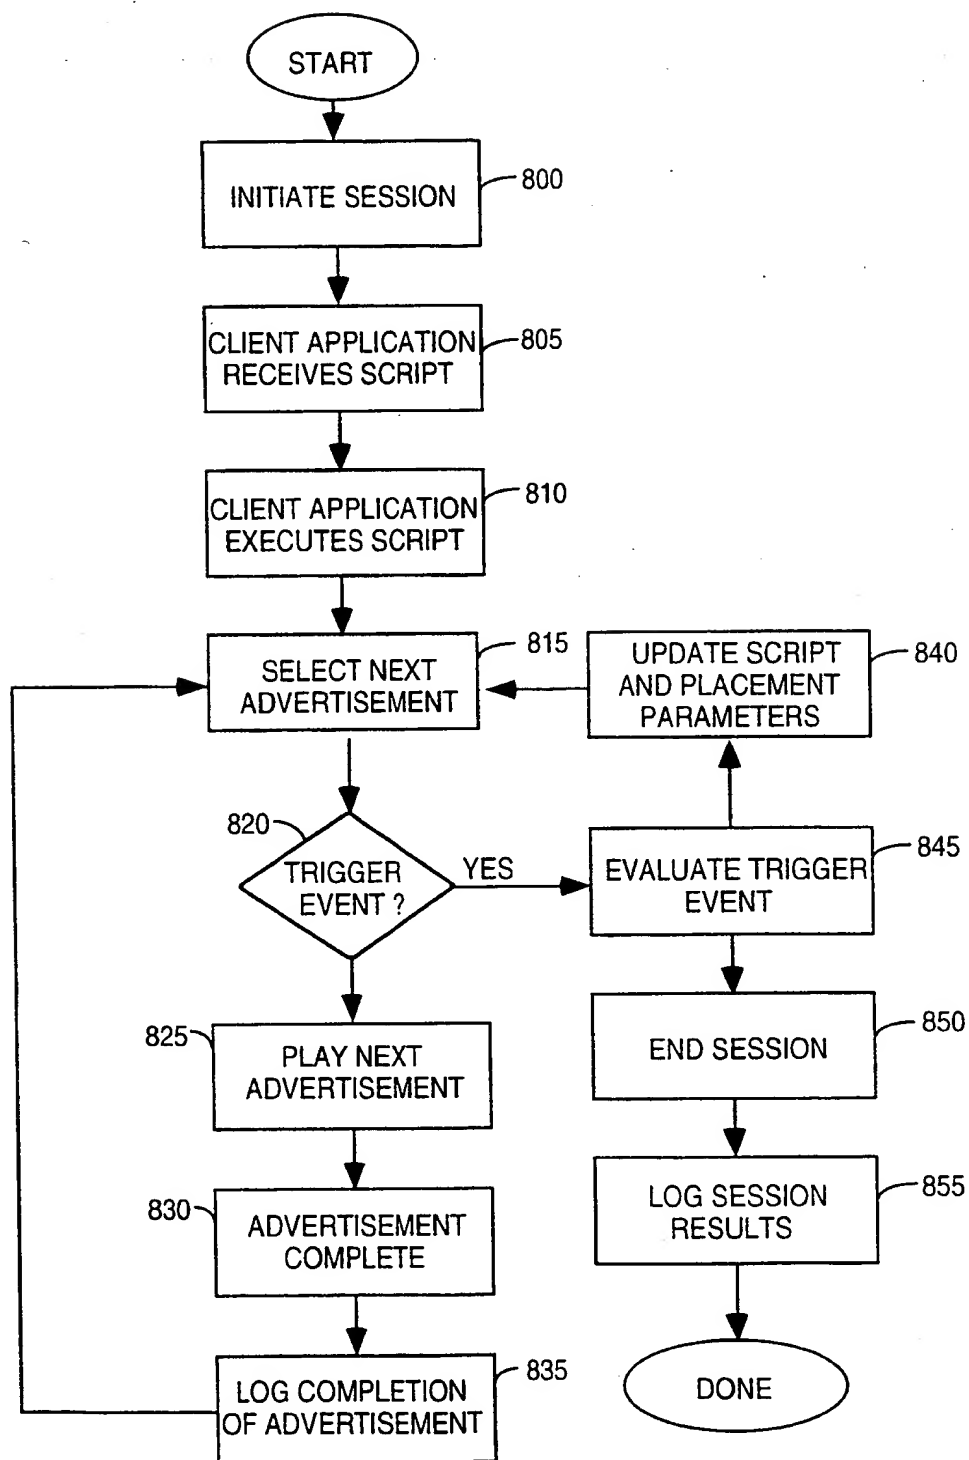 START
INITIATE SESSION
800
CLIENT APPLICATION
RECEIVES SCRIPT
805
CLIENT APPLICATION
EXECUTES SCRIPT
810
SELECT NEXT
ADVERTISEMENT
815
UPDATE SCRIPT
AND PLACEMENT
PARAMETERS
840
820
TRIGGER
EVENT ?
YES
EVALUATE TRIGGER
EVENT
845
825
PLAY NEXT
ADVERTISEMENT
END SESSION
850
830
ADVERTISEMENT
COMPLETE
LOG SESSION
RESULTS
855
LOG COMPLETION
OF ADVERTISEMENT
835
DONE